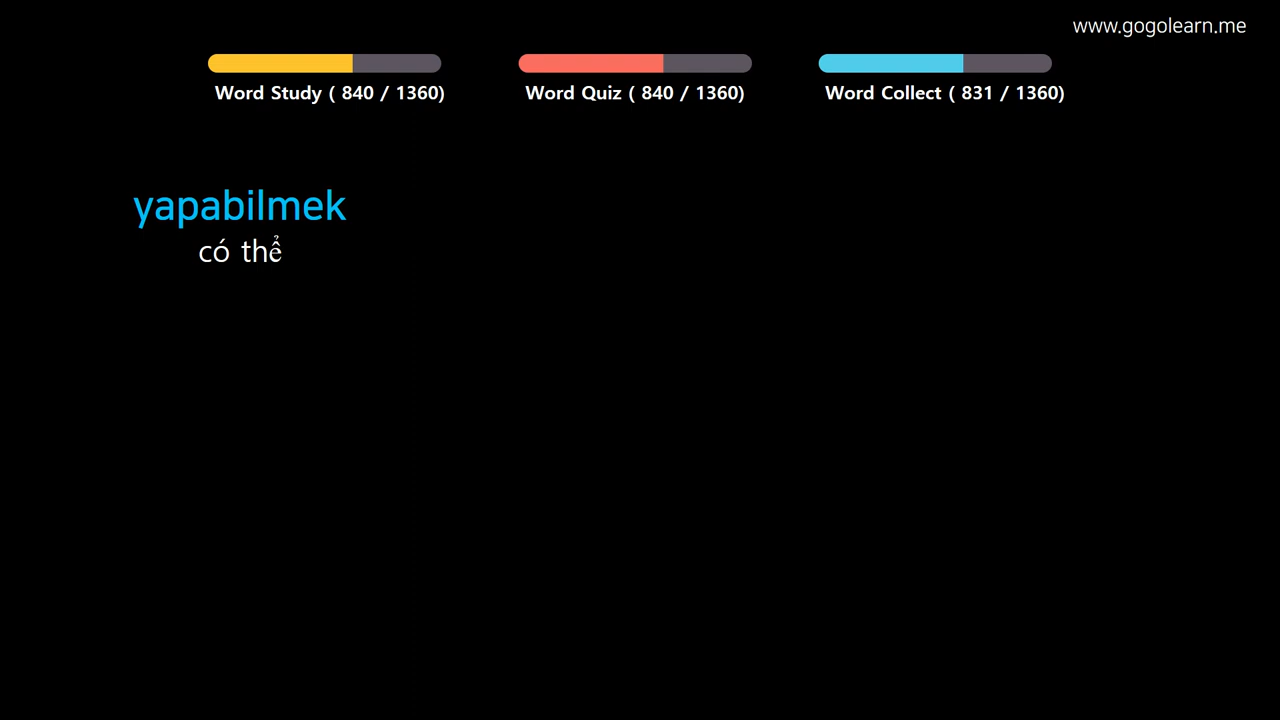 www.gogolearn.me
Word Study ( 840 / 1360)
Word Quiz ( 840 / 1360)
Word Collect ( 831 / 1360)
yapabilmek
có thể